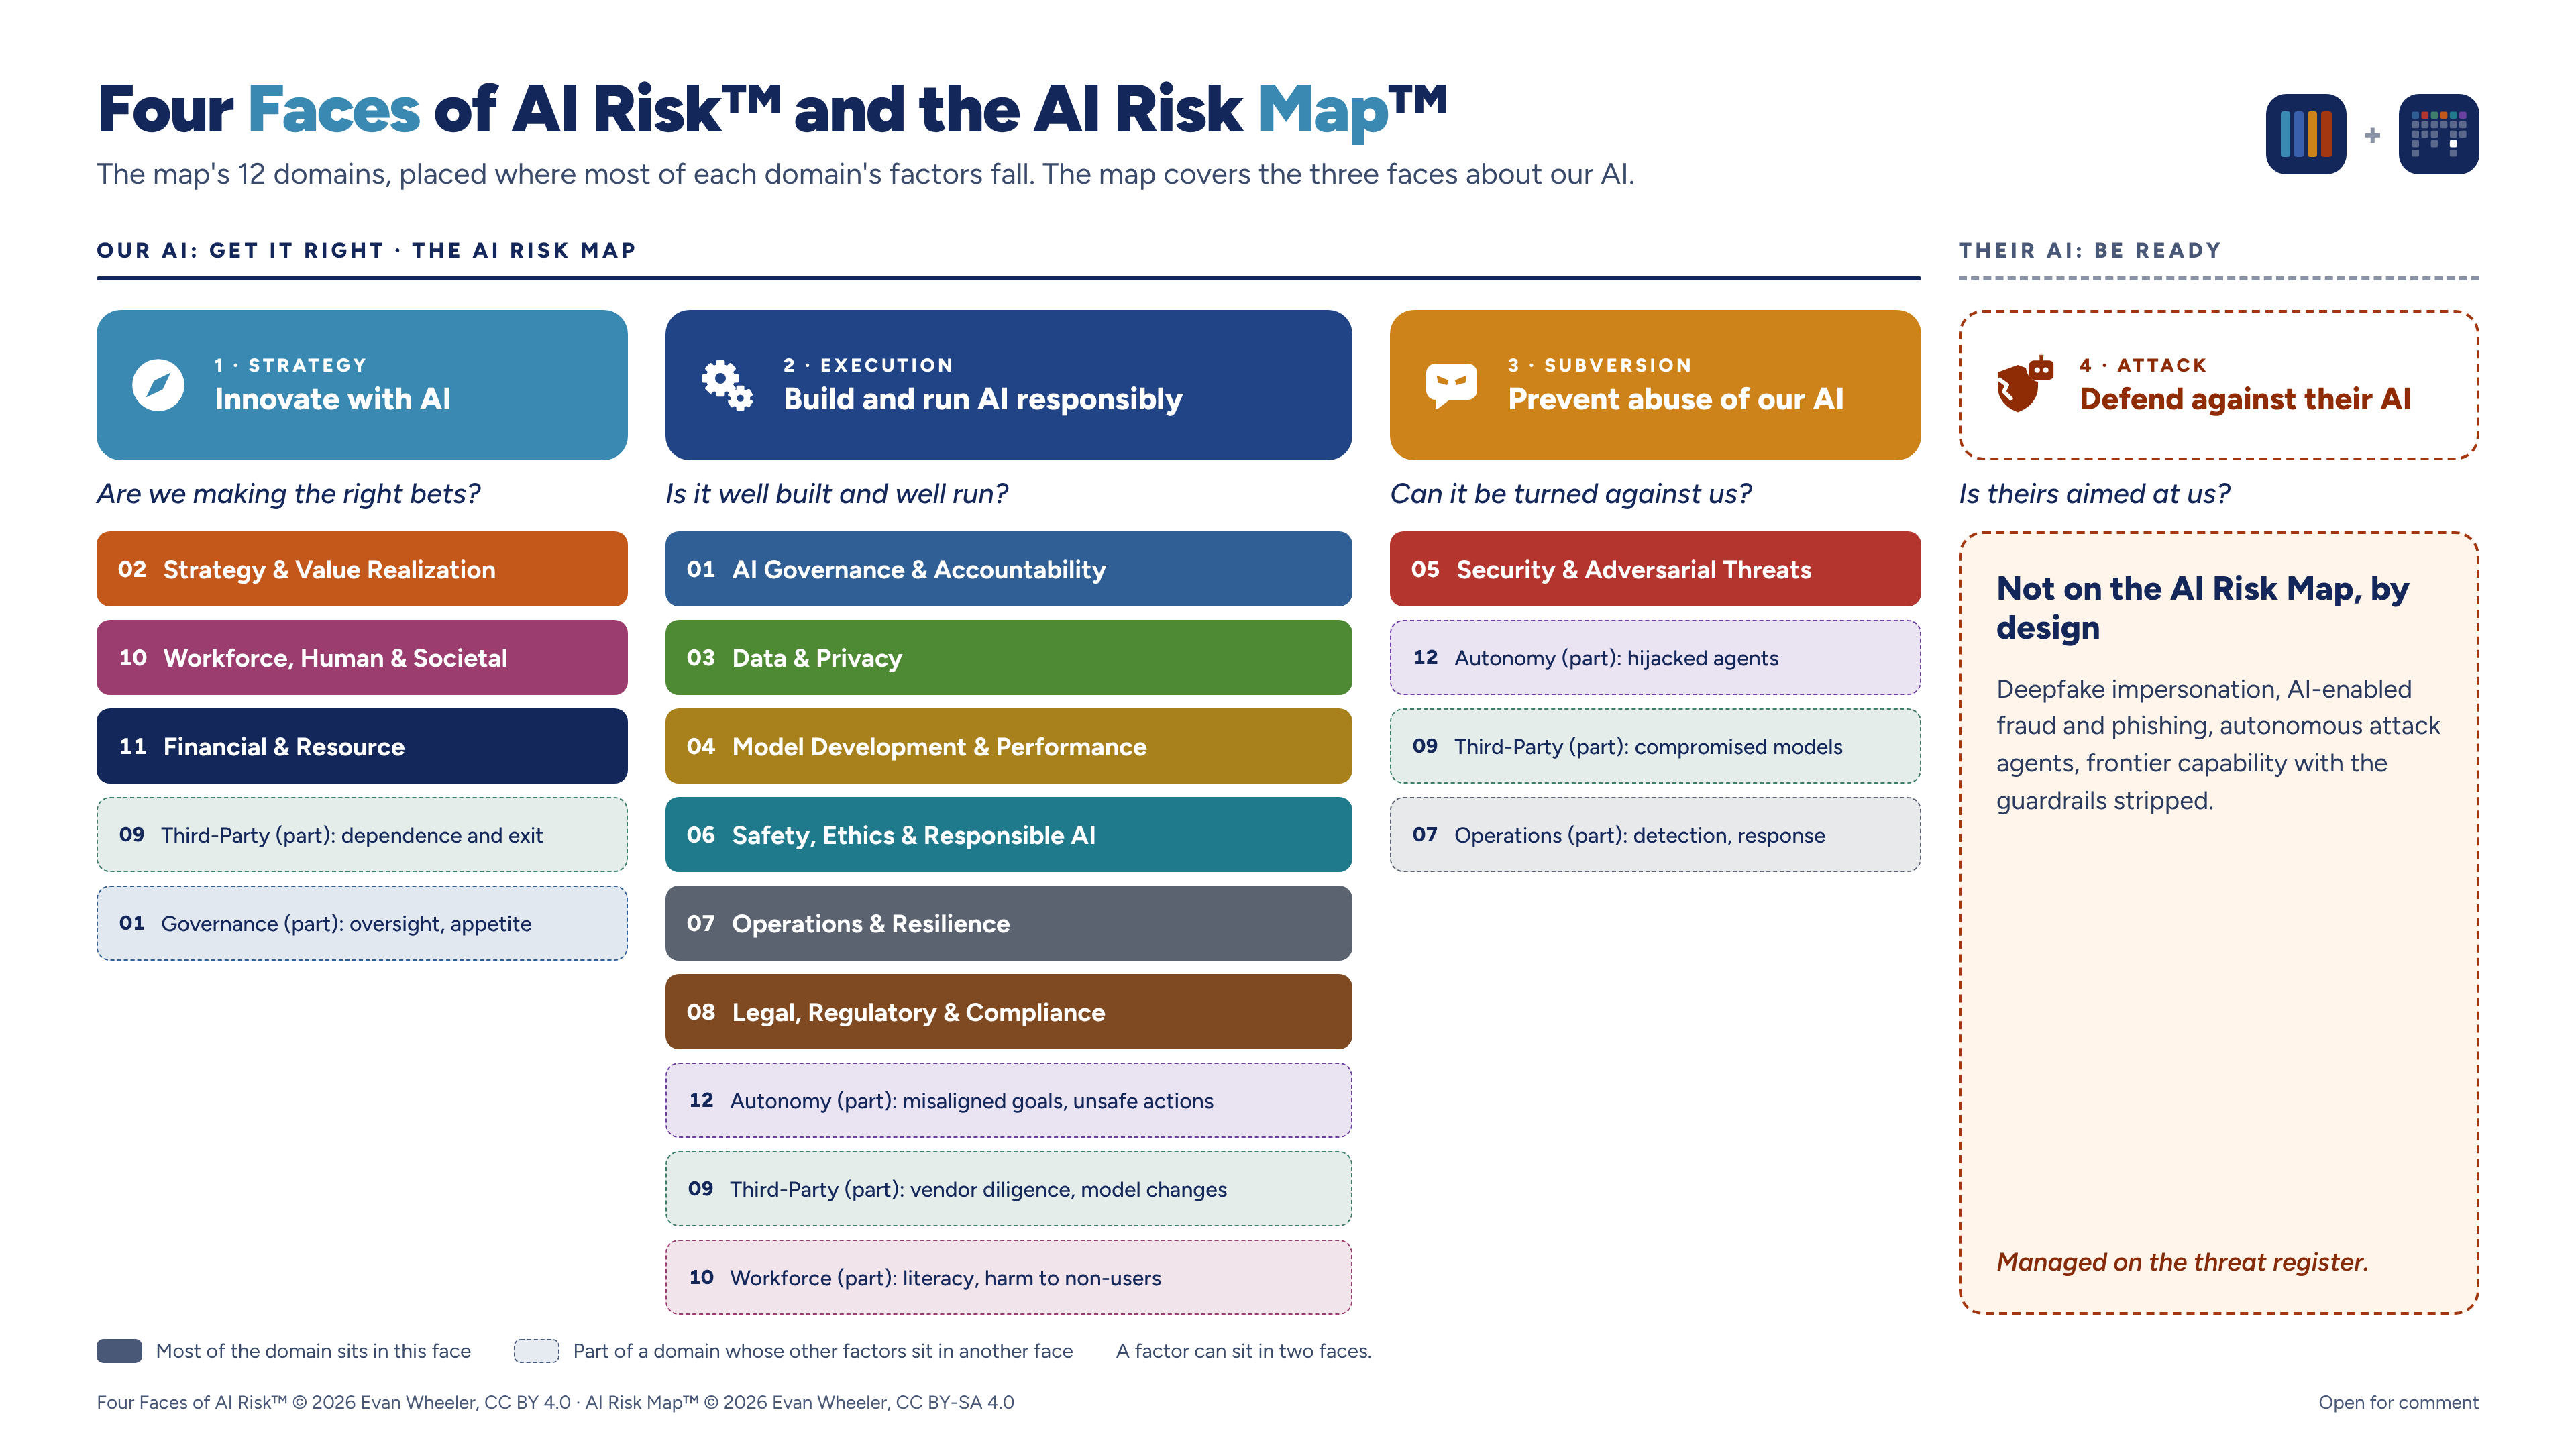 Four Faces of AI Risk™ and the AI Risk Map™
The map's 12 domains, placed where most of each domain's factors fall. The map covers the three faces about our AI.
+
OUR AI: GET IT RIGHT · THE AI RISK MAP
1 · STRATEGY
Innovate with AI
Are we making the right bets?
02 Strategy & Value Realization
10 Workforce, Human & Societal
11 Financial & Resource
09 Third-Party (part): dependence and exit
01 Governance (part): oversight, appetite
2 · EXECUTION
Build and run AI responsibly
Is it well built and well run?
01 AI Governance & Accountability
03 Data & Privacy
04 Model Development & Performance
06 Safety, Ethics & Responsible AI
07 Operations & Resilience
08 Legal, Regulatory & Compliance
12 Autonomy (part): misaligned goals, unsafe actions
09 Third-Party (part): vendor diligence, model changes
10 Workforce (part): literacy, harm to non-users
3 · SUBVERSION
Prevent abuse of our AI
Can it be turned against us?
05 Security & Adversarial Threats
12 Autonomy (part): hijacked agents
09 Third-Party (part): compromised models
07 Operations (part): detection, response
THEIR AI: BE READY
4 · ATTACK
Defend against their AI
Is theirs aimed at us?
Not on the AI Risk Map, by
design
Deepfake impersonation, AI-enabled
fraud and phishing, autonomous attack
agents, frontier capability with the
guardrails stripped.
Managed on the threat register.
Most of the domain sits in this face
Part of a domain whose other factors sit in another face
A factor can sit in two faces.
Four Faces of AI Risk™ © 2026 Evan Wheeler, CC BY 4.0 · AI Risk Map™ © 2026 Evan Wheeler, CC BY-SA 4.0
Open for comment